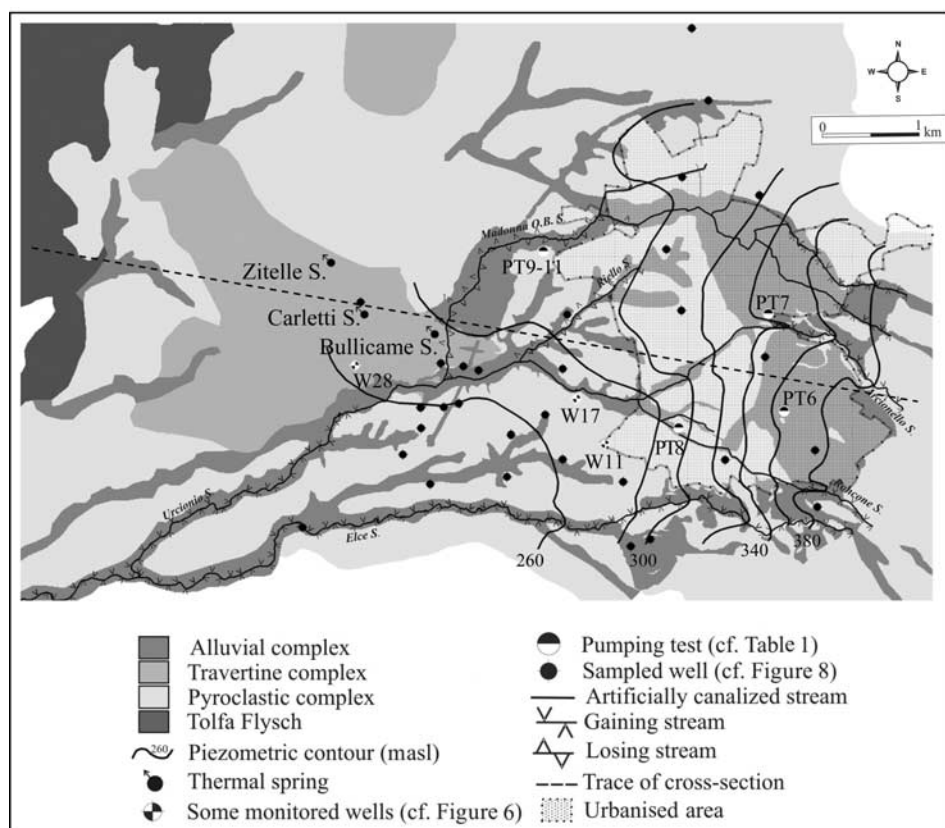 N
W E
S
0 1
km
Madonna O.B. S.
Zitelle S.
PT9-11
Riello S.
Carletti S.
PT7
Bullicame S.
W28
PT6
W17
PT8
W11
Urcionio S.
Elce S.
260
300
340
380
Alluvial complex
Travertine complex
Pyroclastic complex
Tolfa Flysch
260 Piezometric contour (masl)
Thermal spring
Some monitored wells (cf. Figure 6)
Pumping test (cf. Table 1)
Sampled well (cf. Figure 8)
Artificially canalized stream
Gaining stream
Losing stream
Trace of cross-section
Urbanised area